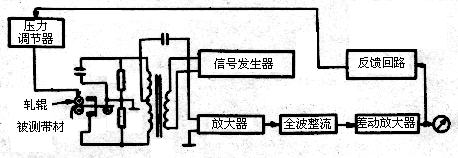 压力
调节器
轧辊
被测带材
信号发生器
反馈回路
放大器
全波整流
差动放大器